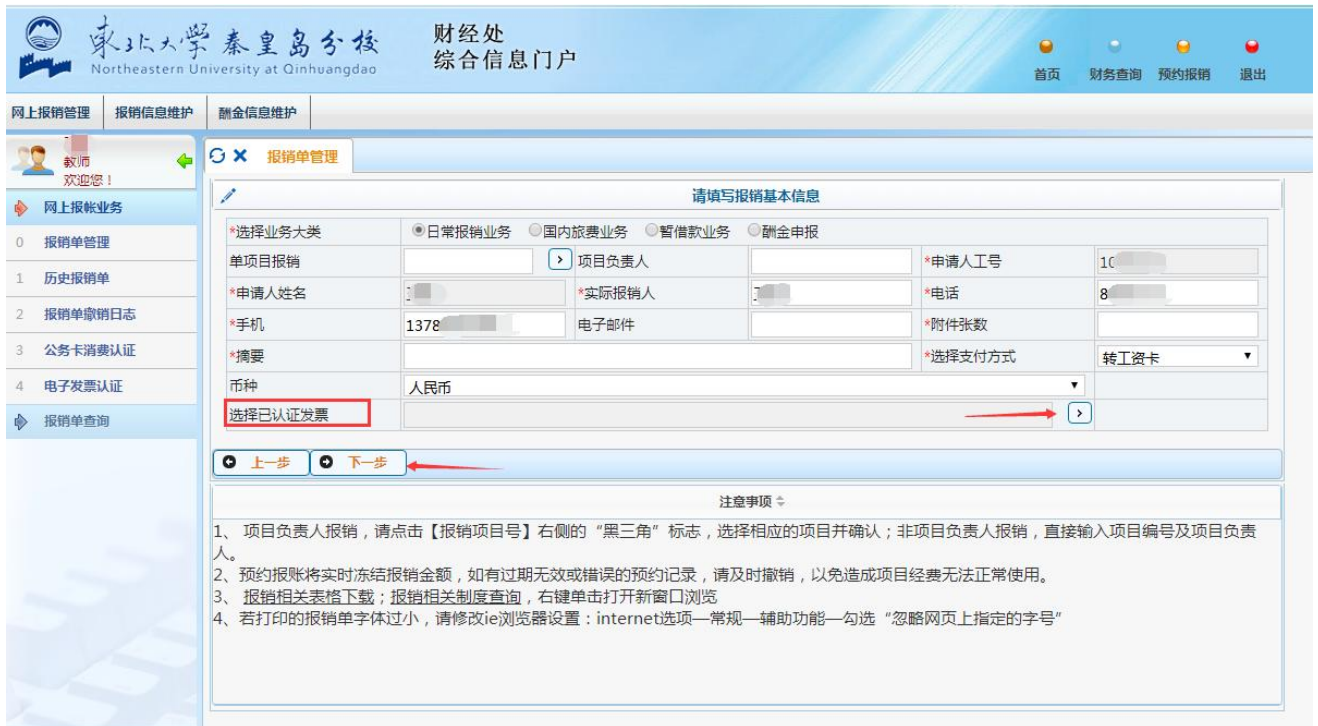 東北大学秦皇岛分校
Northeastern University at Qinhuangdao
财经处
综合信息门户
首页 财务查询 预约报销 退出
网上报销管理 报销信息维护 酬金信息维护
教师
欢迎您！
网上报帐业务
0 报销单管理
1 历史报销单
2 报销单撤销日志
3 公务卡消费认证
4 电子发票认证
报销单查询
报销单管理
请填写报销基本信息
*选择业务大类 日常报销业务 国内旅费业务 暂借款业务 酬金申报
单项目报销 项目负责人 *申请人工号 10
*申请人姓名 *实际报销人 *电话 8
*手机 1378 电子邮件 *附件张数
*摘要 *选择支付方式 转工资卡
币种 人民币
选择已认证发票
上一步 下一步
注意事项
1、 项目负责人报销，请点击【报销项目号】右侧的“黑三角”标志，选择相应的项目并确认；非项目负责人报销，直接输入项目编号及项目负责
人。
2、预约报账将实时冻结报销金额，如有过期无效或错误的预约记录，请及时撤销，以免造成项目经费无法正常使用。
3、 报销相关表格下载；报销相关制度查询，右键单击打开新窗口浏览
4、若打印的报销单字体过小，请修改ie浏览器设置：internet选项—常规—辅助功能—勾选“忽略网页上指定的字号”